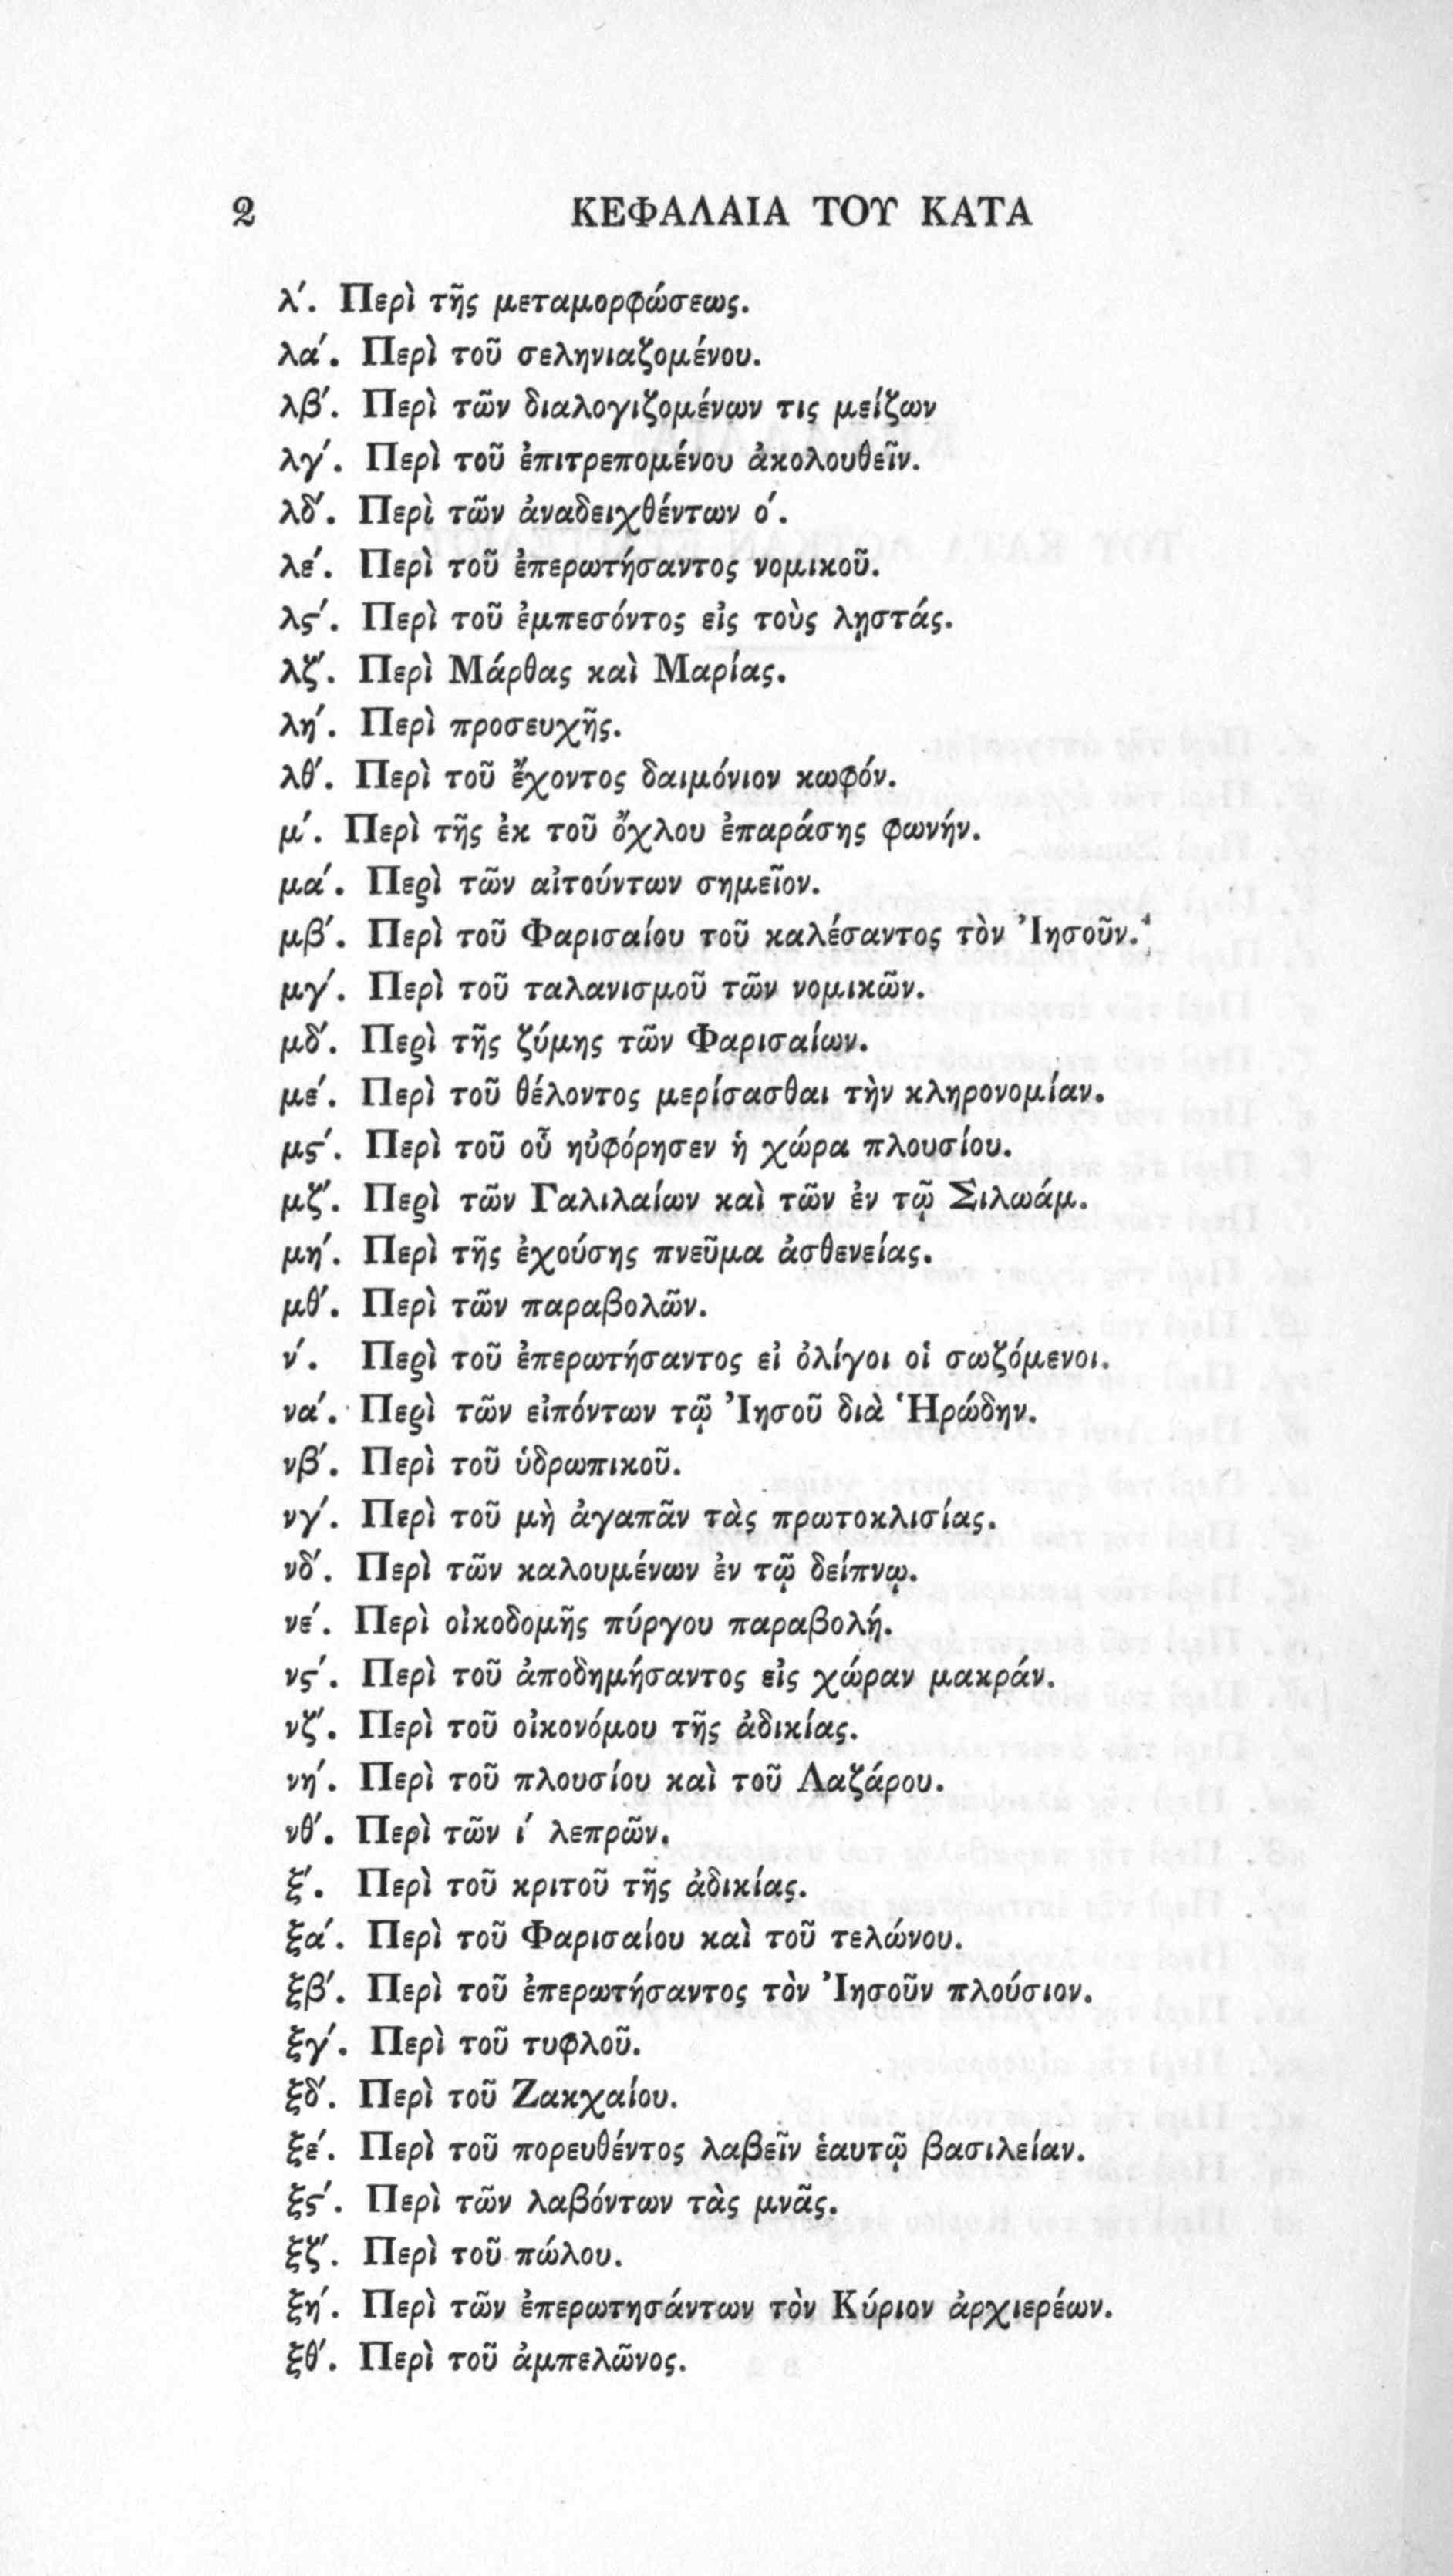 2 ΚΕΦΑΛΑΙΑ ΤΟΥ ΚΑΤΑ
λ΄. Περὶ τῆς μεταμορφώσεως.
λα΄. Περὶ τοῦ σεληνιαζομένου.
λβ΄. Περὶ τῶν διαλογιζομένων τις μείζων
λγ΄. Περὶ τοῦ ἐπιτρεπομένου ἀκολουθεῖν.
λδ΄. Περὶ τῶν ἀναδειχθέντων ο΄.
λε΄. Περὶ τοῦ ἐπερωτήσαντος νομικοῦ.
λς΄. Περὶ τοῦ ἐμπεσόντος εἰς τοὺς λῃστάς.
λζ΄. Περὶ Μάρθας καὶ Μαρίας.
λη΄. Περὶ προσευχῆς.
λθ΄. Περὶ τοῦ ἔχοντος δαιμόνιον κωφόν.
μ΄. Περὶ τῆς ἐκ τοῦ ὄχλου ἐπαράσης φωνήν.
μα΄. Περὶ τῶν αἰτούντων σημεῖον.
μβ΄. Περὶ τοῦ Φαρισαίου τοῦ καλέσαντος τὸν Ἰησοῦν.
μγ΄. Περὶ τοῦ ταλανισμοῦ τῶν νομικῶν.
μδ΄. Περὶ τῆς ζύμης τῶν Φαρισαίων.
με΄. Περὶ τοῦ θέλοντος μερίσασθαι τὴν κληρονομίαν.
μς΄. Περὶ τοῦ οὗ ηὐφόρησεν ἡ χώρα πλουσίου.
μζ΄. Περὶ τῶν Γαλιλαίων καὶ τῶν ἐν τῷ Σιλωάμ.
μη΄. Περὶ τῆς ἐχούσης πνεῦμα ἀσθενείας.
μθ΄. Περὶ τῶν παραβολῶν.
ν΄. Περὶ τοῦ ἐπερωτήσαντος εἰ ὀλίγοι οἱ σωζόμενοι.
να΄. Περὶ τῶν εἰπόντων τῷ Ἰησοῦ διὰ Ἡρώδην.
νβ΄. Περὶ τοῦ ὑδρωπικοῦ.
νγ΄. Περὶ τοῦ μὴ ἀγαπᾶν τὰς πρωτοκλισίας.
νδ΄. Περὶ τῶν καλουμένων ἐν τῷ δείπνῳ.
νε΄. Περὶ οἰκοδομῆς πύργου παραβολή.
νς΄. Περὶ τοῦ ἀποδημήσαντος εἰς χώραν μακράν.
νζ΄. Περὶ τοῦ οἰκονόμου τῆς ἀδικίας.
νη΄. Περὶ τοῦ πλουσίου καὶ τοῦ Λαζάρου.
νθ΄. Περὶ τῶν ι΄ λεπρῶν.
ξ΄. Περὶ τοῦ κριτοῦ τῆς ἀδικίας.
ξα΄. Περὶ τοῦ Φαρισαίου καὶ τοῦ τελώνου.
ξβ΄. Περὶ τοῦ ἐπερωτήσαντος τὸν Ἰησοῦν πλούσιον.
ξγ΄. Περὶ τοῦ τυφλοῦ.
ξδ΄. Περὶ τοῦ Ζακχαίου.
ξε΄. Περὶ τοῦ πορευθέντος λαβεῖν ἑαυτῷ βασιλείαν.
ξς΄. Περὶ τῶν λαβόντων τὰς μνᾶς.
ξζ΄. Περὶ τοῦ πώλου.
ξη΄. Περὶ τῶν ἐπερωτησάντων τὸν Κύριον ἀρχιερέων.
ξθ΄. Περὶ τοῦ ἀμπελῶνος.